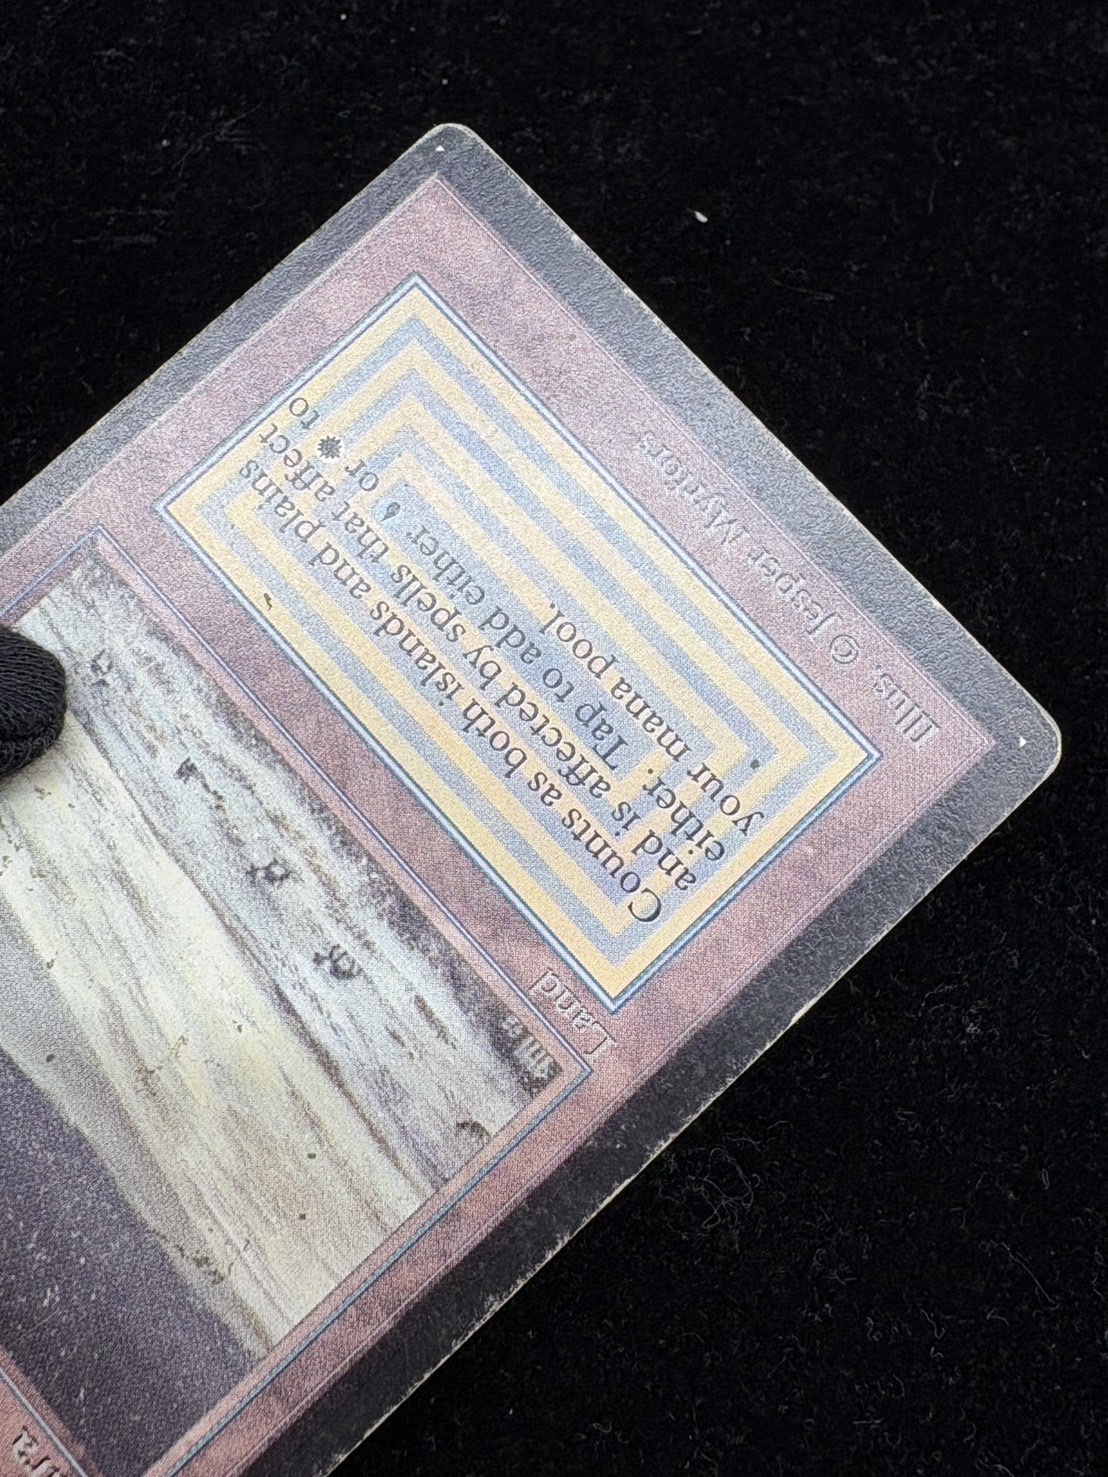 ra
Land
Counts as both islands and plains
and is affected by spells that affect
either. Tap to add either or to
your mana pool.
Illus. © Jesper Myrfors